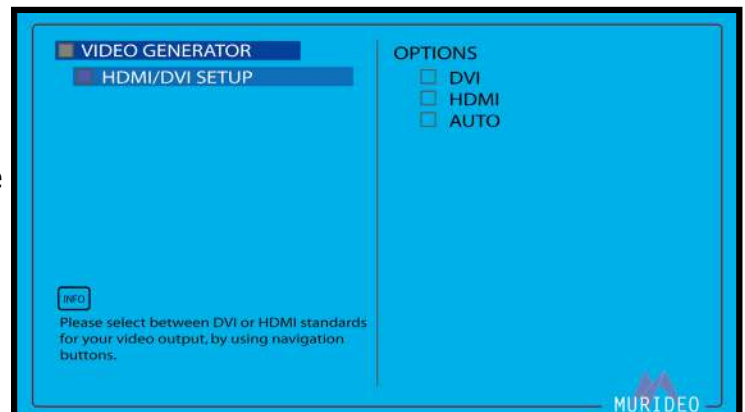 VIDEO GENERATOR
HDMI/DVI SETUP
INFO
Please select between DVI or HDMI standards
for your video output, by using navigation
buttons.
OPTIONS
DVI
HDMI
AUTO
MURIDEO